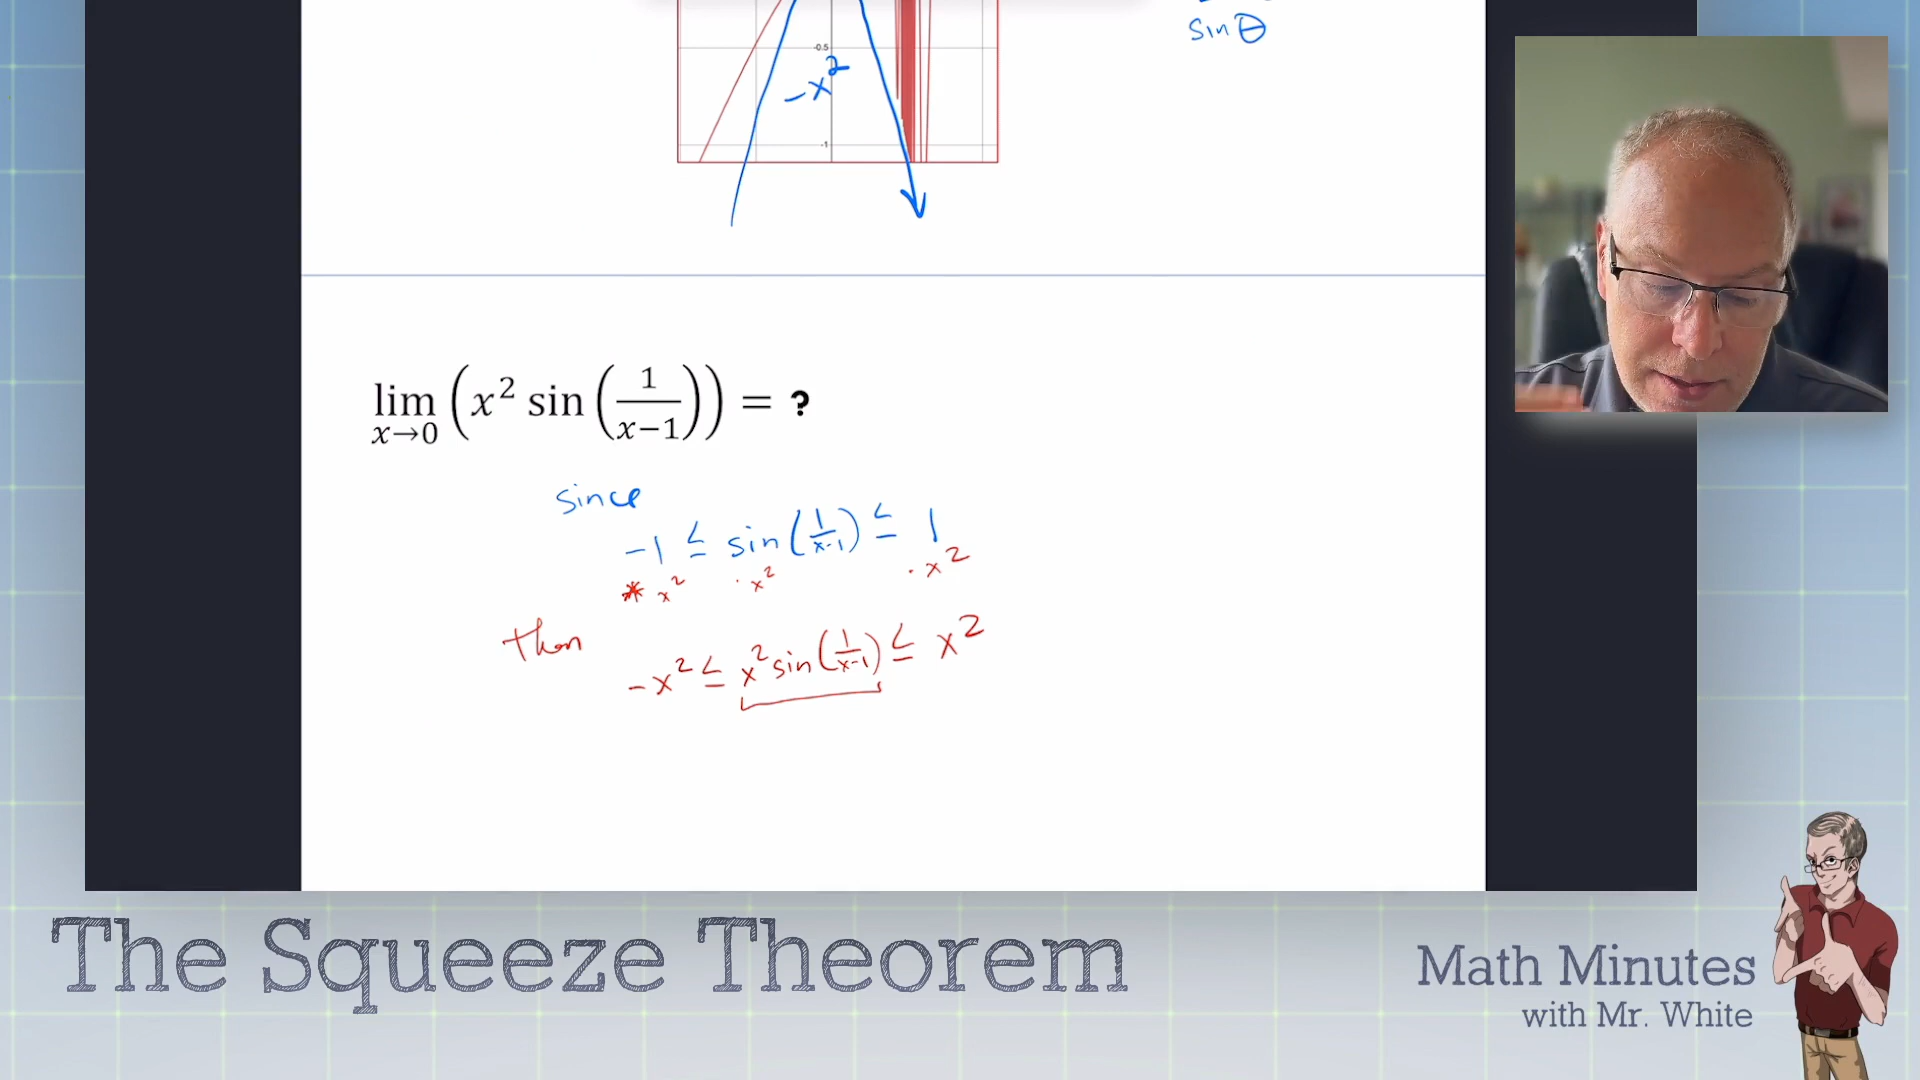 sin θ
-0.5
-x²
-1
lim x→0 (x² sin(1/(x−1))) = ?
since
-1 ≤ sin(1/(x-1)) ≤ 1
* x² · x² · x²
then
-x² ≤ x² sin(1/(x-1)) ≤ x²
The Squeeze Theorem
Math Minutes
with Mr. White